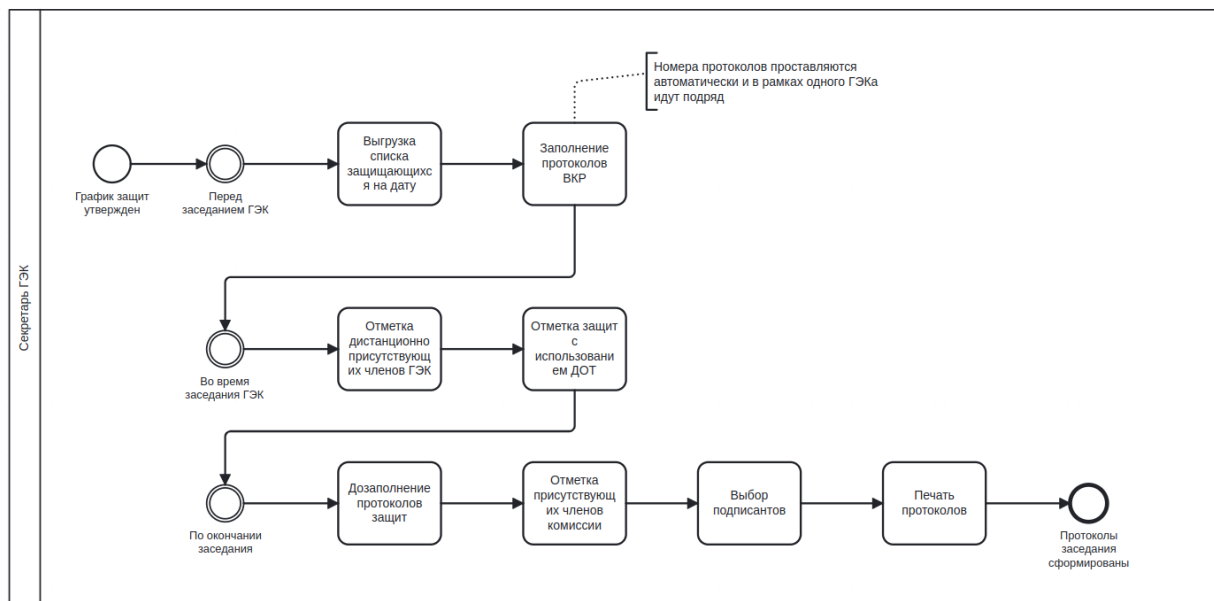 Секретарь ГЭК
Номера протоколов проставляются
автоматически и в рамках одного ГЭКа
идут подряд
График защит
утвержден
Перед
заседанием ГЭК
Выгрузка
списка
защищающихс
я на дату
Заполнение
протоколов
ВКР
Во время
заседания ГЭК
Отметка
дистанционно
присутствующ
их членов ГЭК
Отметка защит
с
использовани
ем ДОТ
По окончании
заседания
Дозаполнение
протоколов
защит
Отметка
присутствующ
их членов
комиссии
Выбор
подписантов
Печать
протоколов
Протоколы
заседания
сформированы